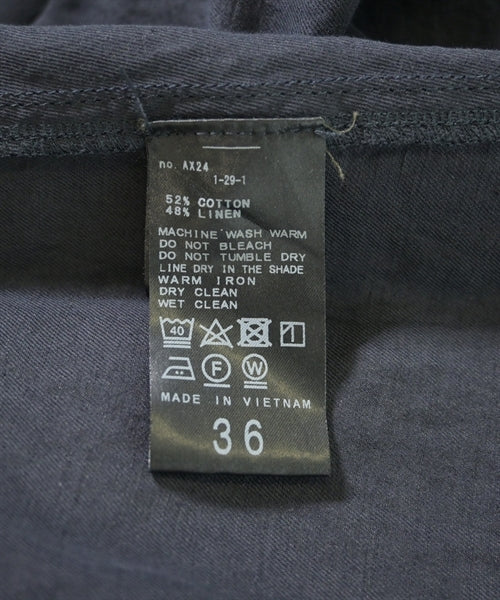 no. AX24
1-29-1
52% COTTON
48% LINEN
MACHINE WASH WARM
DO NOT BLEACH
DO NOT TUMBLE DRY
LINE DRY IN THE SHADE
WARM IRON
DRY CLEAN
WET CLEAN
40
F W
MADE IN VIETNAM
36